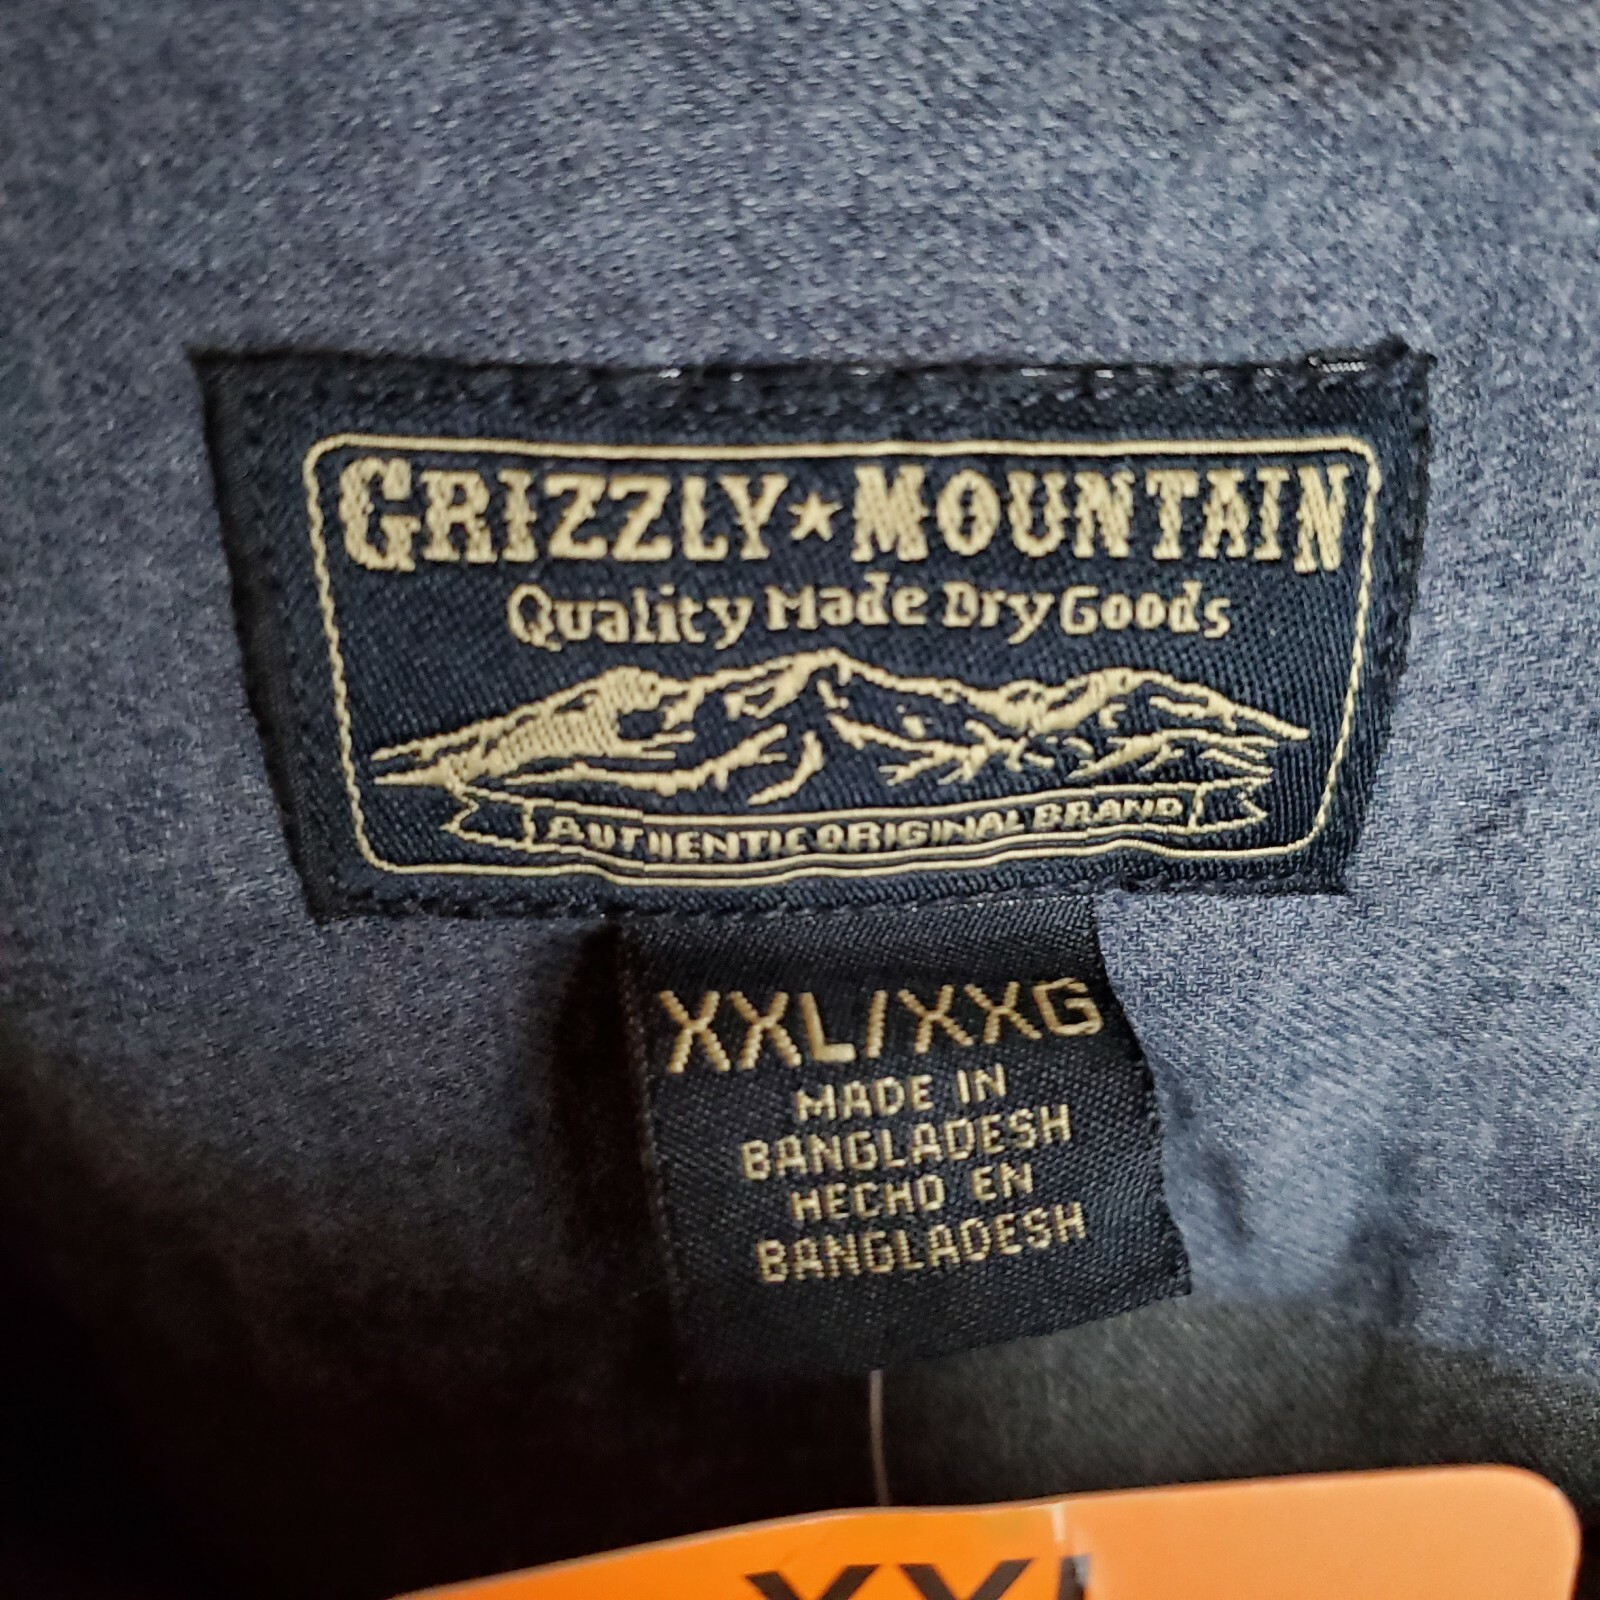 GRIZZLY★MOUNTAIN
Quality Made Dry Goods
AUTHENTIC ORIGINAL BRAND
XXL/XXG
MADE IN
BANGLADESH
HECHO EN
BANGLADESH